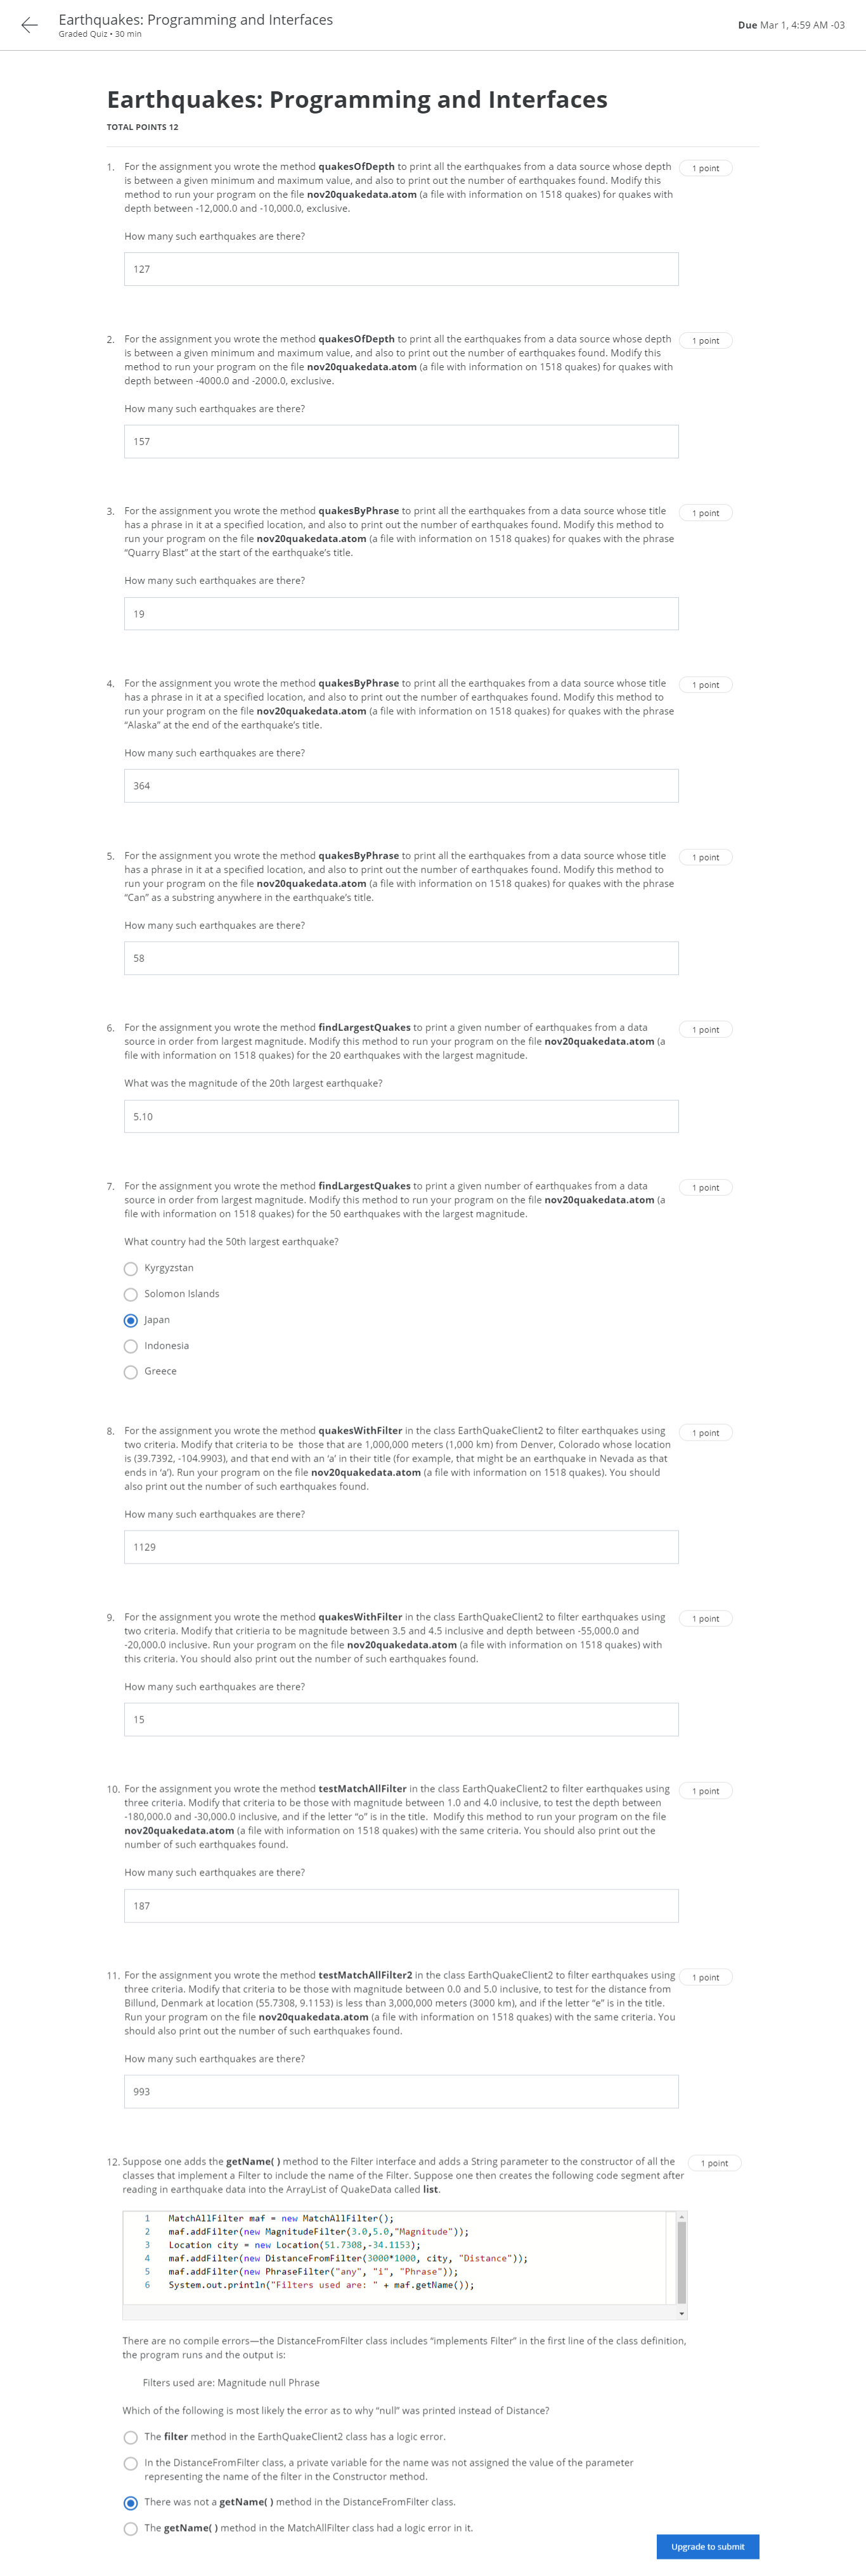 Earthquakes: Programming and Interfaces
Graded Quiz • 30 min
Due Mar 1, 4:59 AM -03
Earthquakes: Programming and Interfaces
TOTAL POINTS 12
1. For the assignment you wrote the method quakesOfDepth to print all the earthquakes from a data source whose depth
is between a given minimum and maximum value, and also to print out the number of earthquakes found. Modify this
method to run your program on the file nov20quakedata.atom (a file with information on 1518 quakes) for quakes with
depth between -12,000.0 and -10,000.0, exclusive.
1 point
How many such earthquakes are there?
127
2. For the assignment you wrote the method quakesOfDepth to print all the earthquakes from a data source whose depth
is between a given minimum and maximum value, and also to print out the number of earthquakes found. Modify this
method to run your program on the file nov20quakedata.atom (a file with information on 1518 quakes) for quakes with
depth between -4000.0 and -2000.0, exclusive.
1 point
How many such earthquakes are there?
157
3. For the assignment you wrote the method quakesByPhrase to print all the earthquakes from a data source whose title
has a phrase in it at a specified location, and also to print out the number of earthquakes found. Modify this method to
run your program on the file nov20quakedata.atom (a file with information on 1518 quakes) for quakes with the phrase
“Quarry Blast” at the start of the earthquake’s title.
1 point
How many such earthquakes are there?
19
4. For the assignment you wrote the method quakesByPhrase to print all the earthquakes from a data source whose title
has a phrase in it at a specified location, and also to print out the number of earthquakes found. Modify this method to
run your program on the file nov20quakedata.atom (a file with information on 1518 quakes) for quakes with the phrase
“Alaska” at the end of the earthquake’s title.
1 point
How many such earthquakes are there?
364
5. For the assignment you wrote the method quakesByPhrase to print all the earthquakes from a data source whose title
has a phrase in it at a specified location, and also to print out the number of earthquakes found. Modify this method to
run your program on the file nov20quakedata.atom (a file with information on 1518 quakes) for quakes with the phrase
“Can” as a substring anywhere in the earthquake’s title.
1 point
How many such earthquakes are there?
58
6. For the assignment you wrote the method findLargestQuakes to print a given number of earthquakes from a data
source in order from largest magnitude. Modify this method to run your program on the file nov20quakedata.atom (a
file with information on 1518 quakes) for the 20 earthquakes with the largest magnitude.
1 point
What was the magnitude of the 20th largest earthquake?
5.10
7. For the assignment you wrote the method findLargestQuakes to print a given number of earthquakes from a data
source in order from largest magnitude. Modify this method to run your program on the file nov20quakedata.atom (a
file with information on 1518 quakes) for the 50 earthquakes with the largest magnitude.
1 point
What country had the 50th largest earthquake?
Kyrgyzstan
Solomon Islands
Japan
Indonesia
Greece
8. For the assignment you wrote the method quakesWithFilter in the class EarthQuakeClient2 to filter earthquakes using
two criteria. Modify that criteria to be those that are 1,000,000 meters (1,000 km) from Denver, Colorado whose location
is (39.7392, -104.9903), and that end with an ‘a’ in their title (for example, that might be an earthquake in Nevada as that
ends in ‘a’). Run your program on the file nov20quakedata.atom (a file with information on 1518 quakes). You should
also print out the number of such earthquakes found.
1 point
How many such earthquakes are there?
1129
9. For the assignment you wrote the method quakesWithFilter in the class EarthQuakeClient2 to filter earthquakes using
two criteria. Modify that critieria to be magnitude between 3.5 and 4.5 inclusive and depth between -55,000.0 and
-20,000.0 inclusive. Run your program on the file nov20quakedata.atom (a file with information on 1518 quakes) with
this criteria. You should also print out the number of such earthquakes found.
1 point
How many such earthquakes are there?
15
10. For the assignment you wrote the method testMatchAllFilter in the class EarthQuakeClient2 to filter earthquakes using
three criteria. Modify that criteria to be those with magnitude between 1.0 and 4.0 inclusive, to test the depth between
-180,000.0 and -30,000.0 inclusive, and if the letter “o” is in the title. Modify this method to run your program on the file
nov20quakedata.atom (a file with information on 1518 quakes) with the same criteria. You should also print out the
number of such earthquakes found.
1 point
How many such earthquakes are there?
187
11. For the assignment you wrote the method testMatchAllFilter2 in the class EarthQuakeClient2 to filter earthquakes using
three criteria. Modify that criteria to be those with magnitude between 0.0 and 5.0 inclusive, to test for the distance from
Billund, Denmark at location (55.7308, 9.1153) is less than 3,000,000 meters (3000 km), and if the letter “e” is in the title.
Run your program on the file nov20quakedata.atom (a file with information on 1518 quakes) with the same criteria. You
should also print out the number of such earthquakes found.
1 point
How many such earthquakes are there?
993
12. Suppose one adds the getName( ) method to the Filter interface and adds a String parameter to the constructor of all the
classes that implement a Filter to include the name of the Filter. Suppose one then creates the following code segment after
reading in earthquake data into the ArrayList of QuakeData called list.
1 point
1 MatchAllFilter maf = new MatchAllFilter();
2 maf.addFilter(new MagnitudeFilter(3.0,5.0,"Magnitude"));
3 Location city = new Location(51.7308,-34.1153);
4 maf.addFilter(new DistanceFromFilter(3000*1000, city, "Distance"));
5 maf.addFilter(new PhraseFilter("any", "i", "Phrase"));
6 System.out.println("Filters used are: " + maf.getName());
There are no compile errors—the DistanceFromFilter class includes “implements Filter” in the first line of the class definition,
the program runs and the output is:
Filters used are: Magnitude null Phrase
Which of the following is most likely the error as to why “null” was printed instead of Distance?
The filter method in the EarthQuakeClient2 class has a logic error.
In the DistanceFromFilter class, a private variable for the name was not assigned the value of the parameter
representing the name of the filter in the Constructor method.
There was not a getName( ) method in the DistanceFromFilter class.
The getName( ) method in the MatchAllFilter class had a logic error in it.
Upgrade to submit